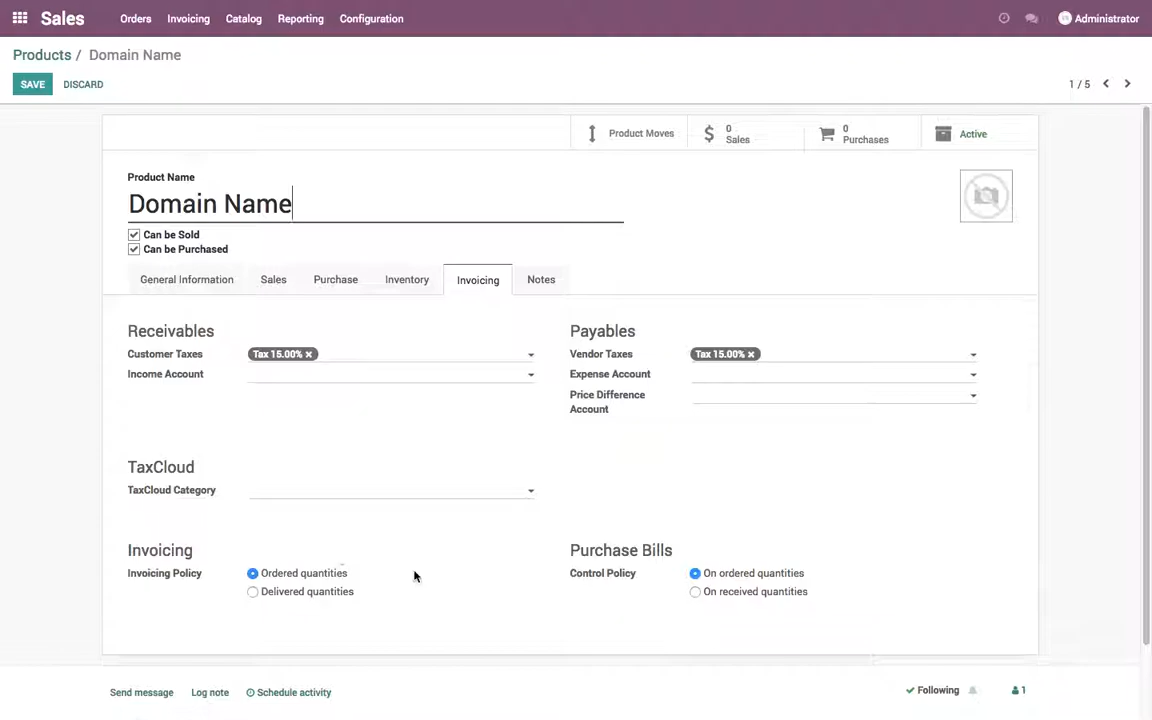 Sales Orders Invoicing Catalog Reporting Configuration Administrator
Products / Domain Name
SAVE DISCARD 1 / 5
Product Moves 0 Sales 0 Purchases Active
Product Name
Domain Name
Can be Sold
Can be Purchased
General Information Sales Purchase Inventory Invoicing Notes
Receivables Payables
Customer Taxes Tax 15.00% × Vendor Taxes Tax 15.00% ×
Income Account Expense Account
Price Difference
Account
TaxCloud
TaxCloud Category
Invoicing Purchase Bills
Invoicing Policy Ordered quantities Control Policy On ordered quantities
Delivered quantities On received quantities
Send message Log note Schedule activity Following 1